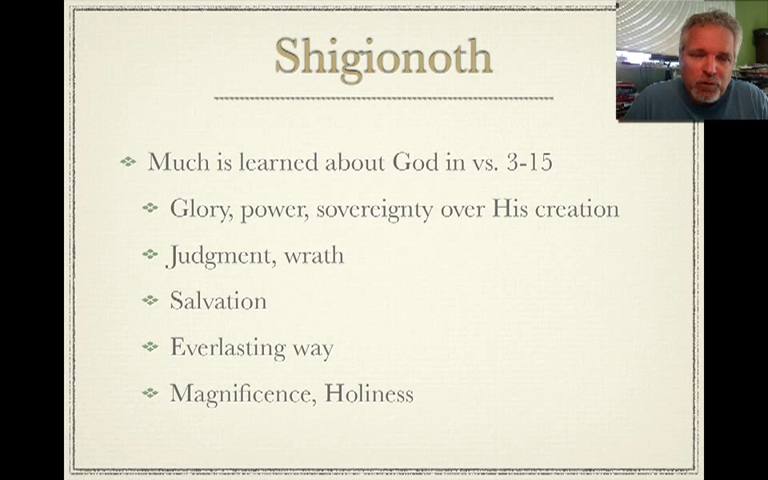 Shigionoth
Much is learned about God in vs. 3-15
Glory, power, sovereignty over His creation
Judgment, wrath
Salvation
Everlasting way
Magnificence, Holiness